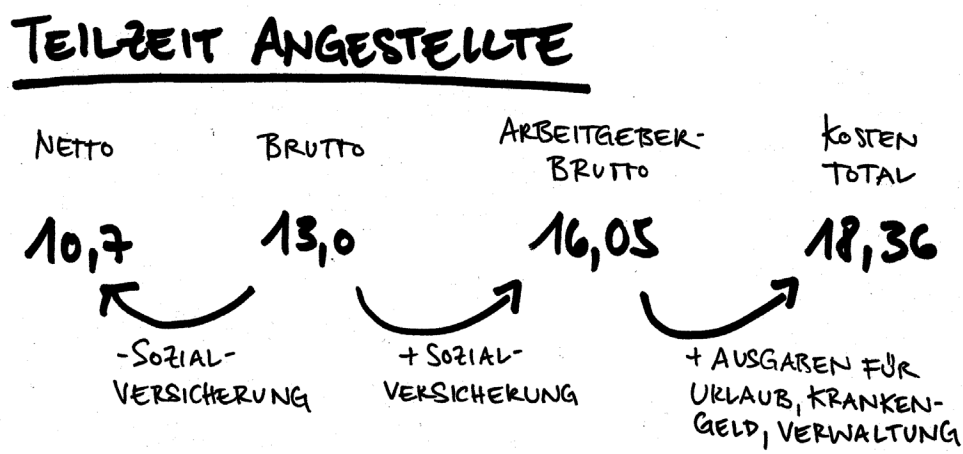 TEILZEIT ANGESTELLTE
NETTO
BRUTTO
ARBEITGEBER-
BRUTTO
KOSTEN
TOTAL
10,7
13,0
16,05
18,36
-SOZIAL-
VERSICHERUNG
+ SOZIAL-
VERSICHERUNG
+ AUSGABEN FÜR
URLAUB, KRANKEN-
GELD, VERWALTUNG